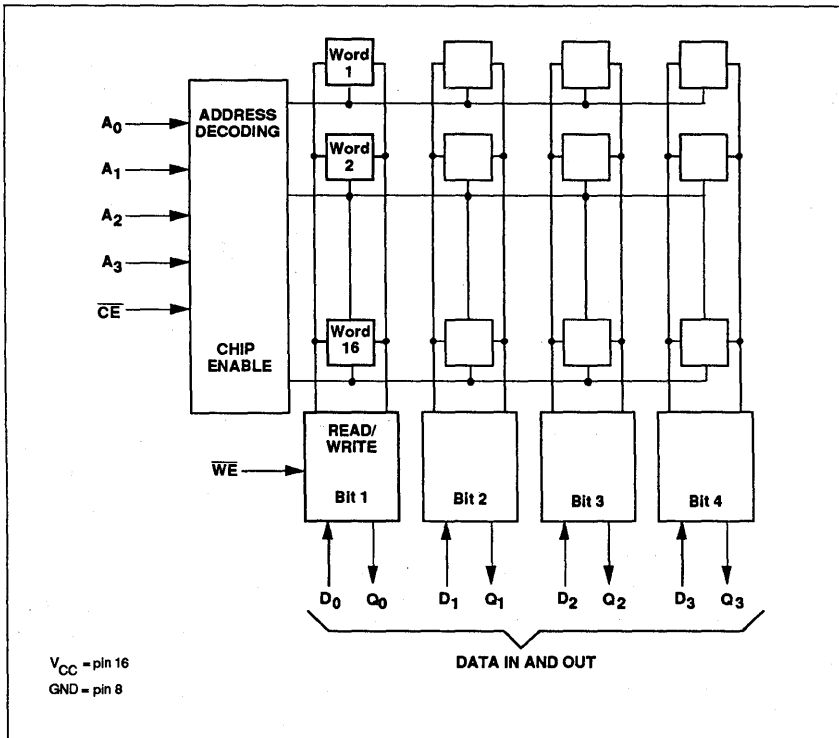 Word
1
ADDRESS
DECODING
A0
A1
Word
2
A2
A3
CE
Word
16
CHIP
ENABLE
READ/
WRITE
WE
Bit 1
Bit 2
Bit 3
Bit 4
D0
Q0
D1
Q1
D2
Q2
D3
Q3
DATA IN AND OUT
VCC = pin 16
GND = pin 8